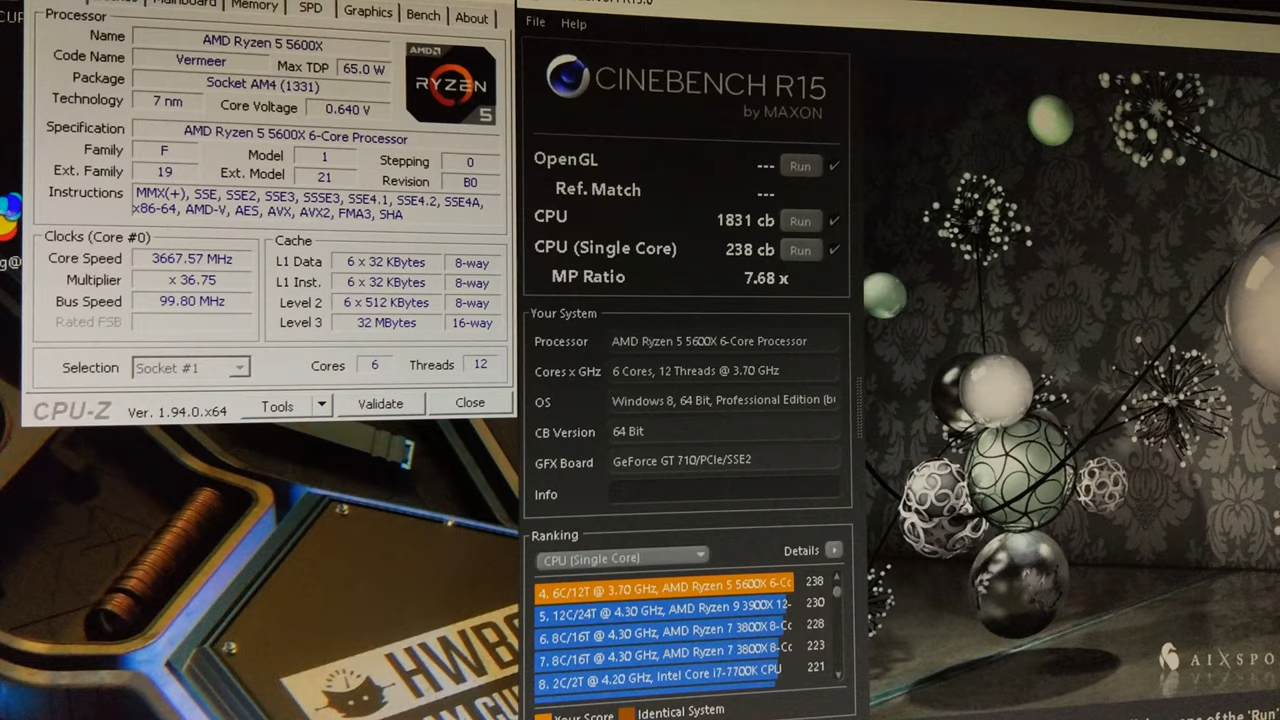 Mainboard Memory SPD Graphics Bench About
Processor
Name AMD Ryzen 5 5600X
Code Name Vermeer Max TDP 65.0 W
Package Socket AM4 (1331)
Technology 7 nm Core Voltage 0.640 V
AMD
RYZEN
5
Specification AMD Ryzen 5 5600X 6-Core Processor
Family F Model 1 Stepping 0
Ext. Family 19 Ext. Model 21 Revision B0
Instructions MMX(+), SSE, SSE2, SSE3, SSSE3, SSE4.1, SSE4.2, SSE4A,
x86-64, AMD-V, AES, AVX, AVX2, FMA3, SHA
Clocks (Core #0)
Core Speed 3667.57 MHz
Multiplier x 36.75
Bus Speed 99.80 MHz
Rated FSB
Cache
L1 Data 6 x 32 KBytes 8-way
L1 Inst. 6 x 32 KBytes 8-way
Level 2 6 x 512 KBytes 8-way
Level 3 32 MBytes 16-way
Selection Socket #1 Cores 6 Threads 12
CPU-Z Ver. 1.94.0.x64 Tools Validate Close
File Help
CINEBENCH R15
by MAXON
OpenGL --- Run
Ref. Match ---
CPU 1831 cb Run
CPU (Single Core) 238 cb Run
MP Ratio 7.68 x
Your System
Processor AMD Ryzen 5 5600X 6-Core Processor
Cores x GHz 6 Cores, 12 Threads @ 3.70 GHz
OS Windows 8, 64 Bit, Professional Edition (bu
CB Version 64 Bit
GFX Board GeForce GT 710/PCIe/SSE2
Info
Ranking
CPU (Single Core) Details
4. 6C/12T @ 3.70 GHz, AMD Ryzen 5 5600X 6-Cc 238
5. 12C/24T @ 4.30 GHz, AMD Ryzen 9 3900X 12- 230
6. 8C/16T @ 4.30 GHz, AMD Ryzen 7 3800X 8-Cc 228
7. 8C/16T @ 4.30 GHz, AMD Ryzen 7 3800X 8-Cc 223
8. 2C/2T @ 4.20 GHz, Intel Core i7-7700K CPU 221
Your Score Identical System
HWB
AIXSPO
of the 'Run'